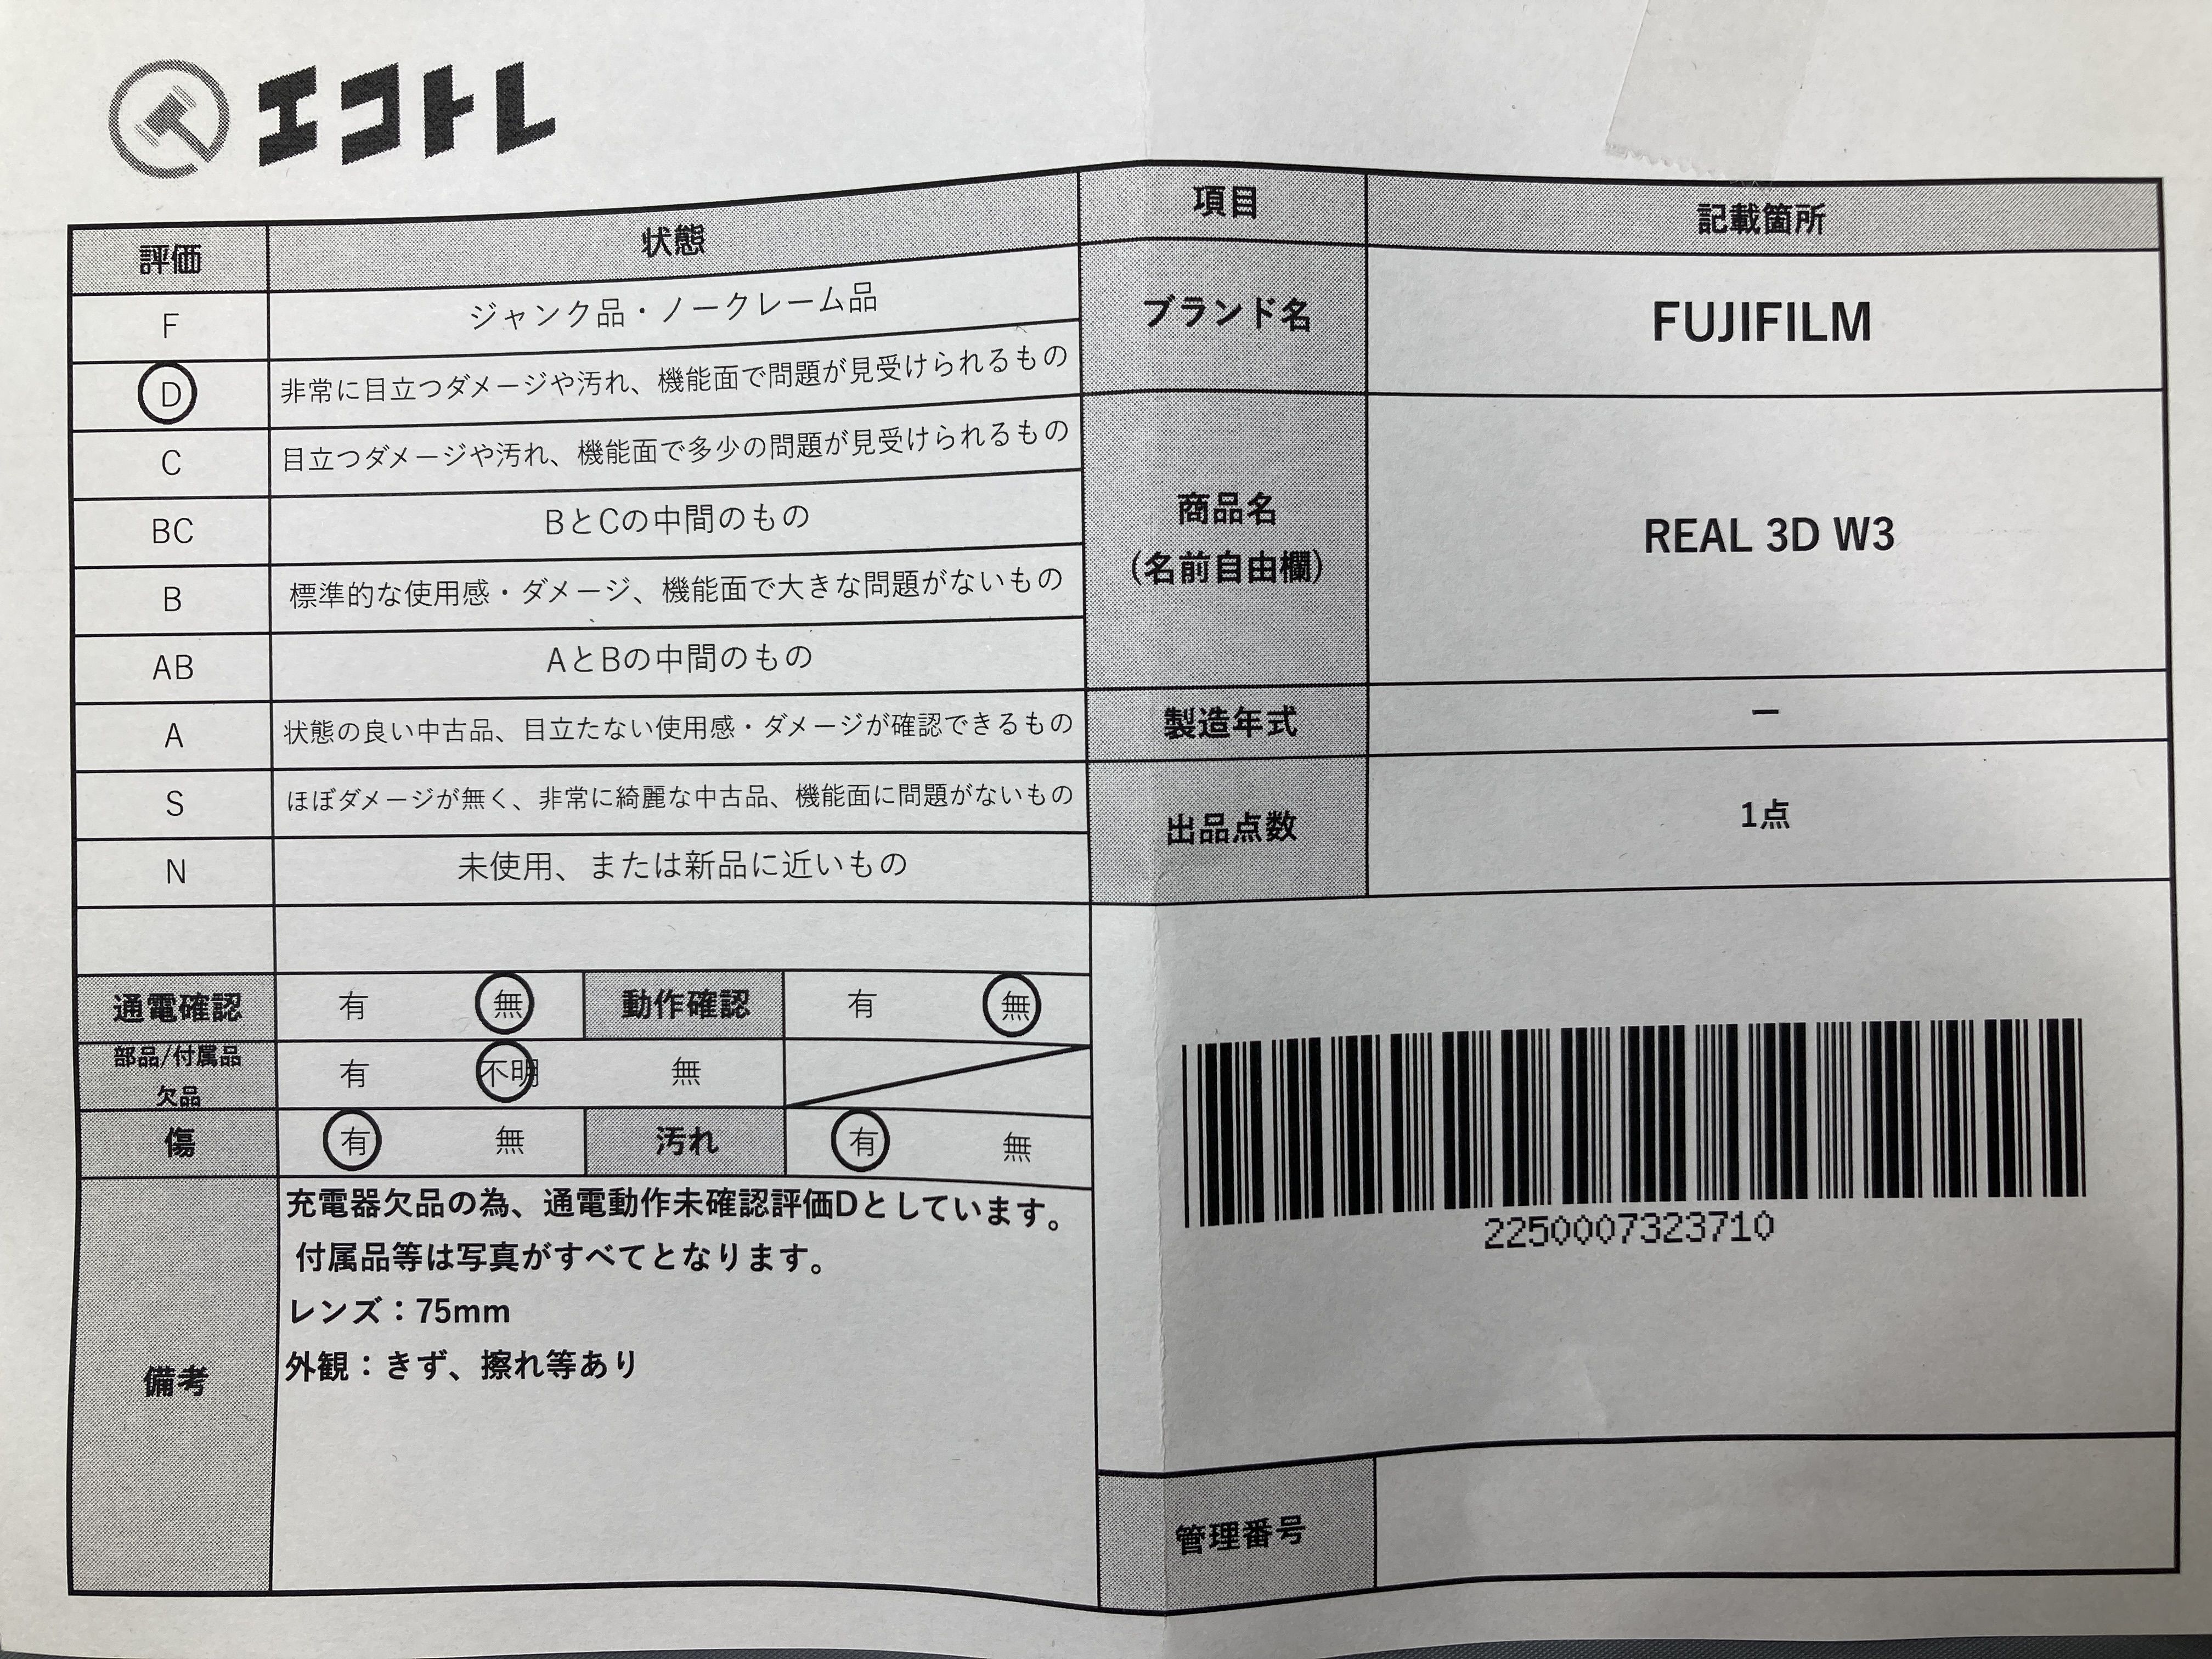 エコトレ
評価 状態
F ジャンク品・ノークレーム品
D 非常に目立つダメージや汚れ、機能面で問題が見受けられるもの
C 目立つダメージや汚れ、機能面で多少の問題が見受けられるもの
BC BとCの中間のもの
B 標準的な使用感・ダメージ、機能面で大きな問題がないもの
AB AとBの中間のもの
A 状態の良い中古品、目立たない使用感・ダメージが確認できるもの
S ほぼダメージが無く、非常に綺麗な中古品、機能面に問題がないもの
N 未使用、または新品に近いもの
通電確認 有 無 動作確認 有 無
部品/付属品
欠品 有 不明 無
傷 有 無 汚れ 有 無
備考
充電器欠品の為、通電動作未確認評価Dとしています。
付属品等は写真がすべてとなります。
レンズ：75mm
外観：きず、擦れ等あり
項目 記載箇所
ブランド名 FUJIFILM
商品名
（名前自由欄） REAL 3D W3
製造年式 ー
出品点数 1点
2250007323710
管理番号